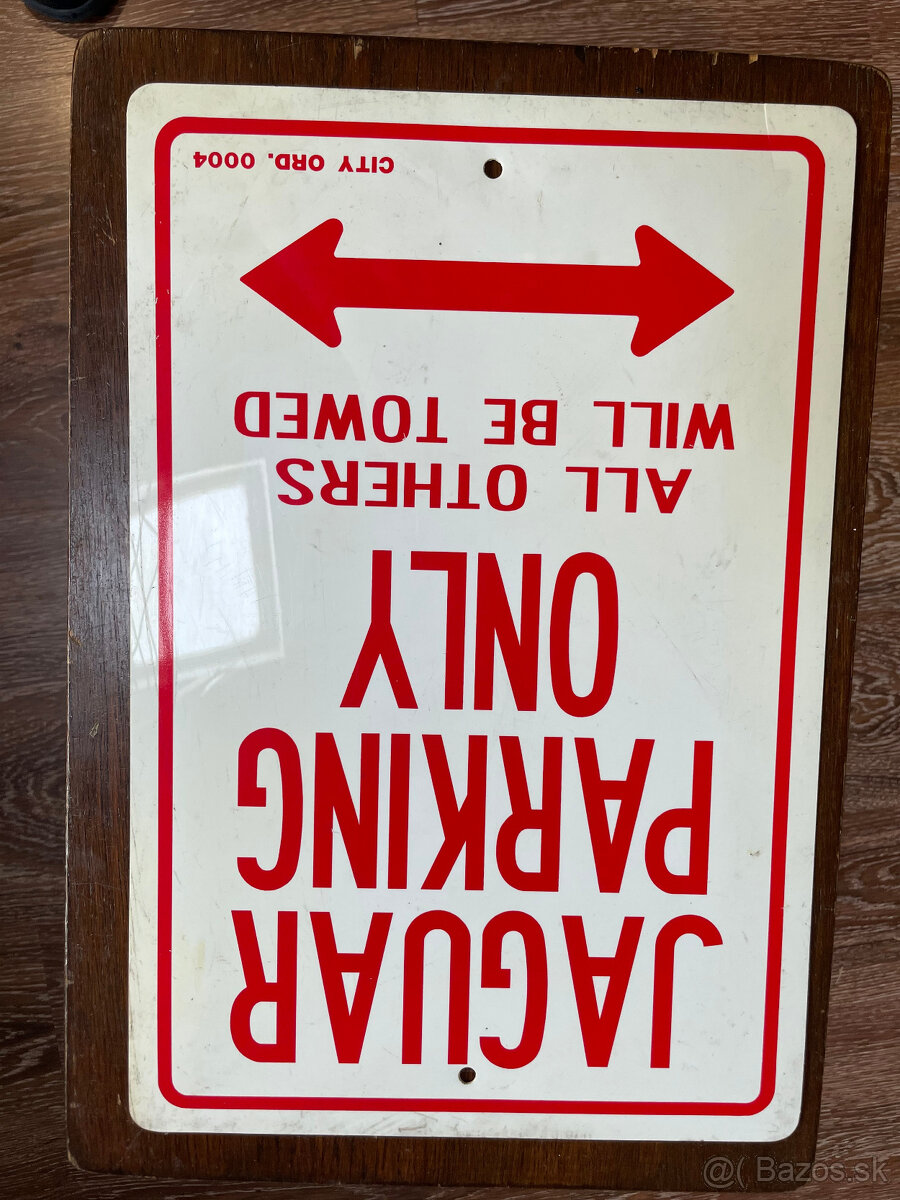 JAGUAR
PARKING
ONLY
ALL OTHERS
WILL BE TOWED
CITY ORD. 0004
@( Bazos.sk